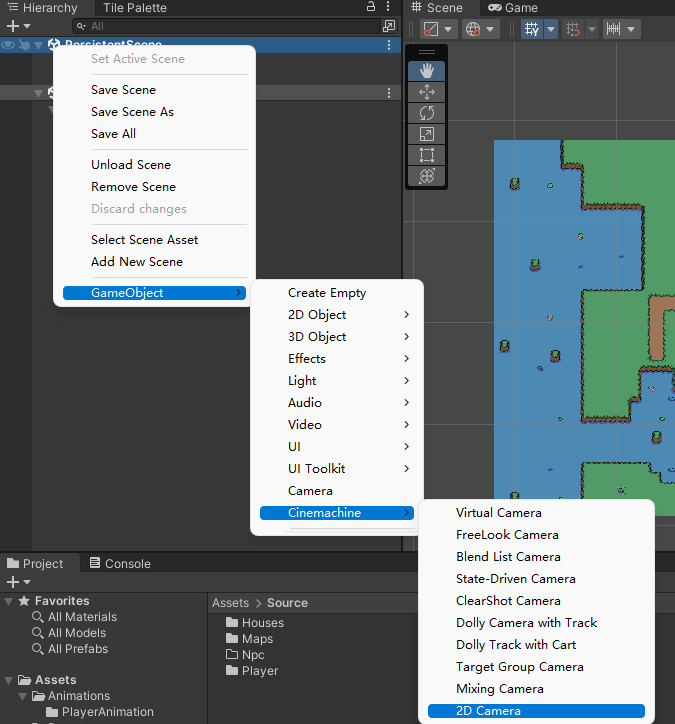 Hierarchy
Tile Palette
All
PersistentScene
Set Active Scene
Save Scene
Save Scene As
Save All
Unload Scene
Remove Scene
Discard changes
Select Scene Asset
Add New Scene
GameObject
Create Empty
2D Object
3D Object
Effects
Light
Audio
Video
UI
UI Toolkit
Camera
Cinemachine
Virtual Camera
FreeLook Camera
Blend List Camera
State-Driven Camera
ClearShot Camera
Dolly Camera with Track
Dolly Track with Cart
Target Group Camera
Mixing Camera
2D Camera
Scene
Game
Project
Console
Favorites
All Materials
All Models
All Prefabs
Assets
Animations
PlayerAnimation
Assets > Source
Houses
Maps
Npc
Player